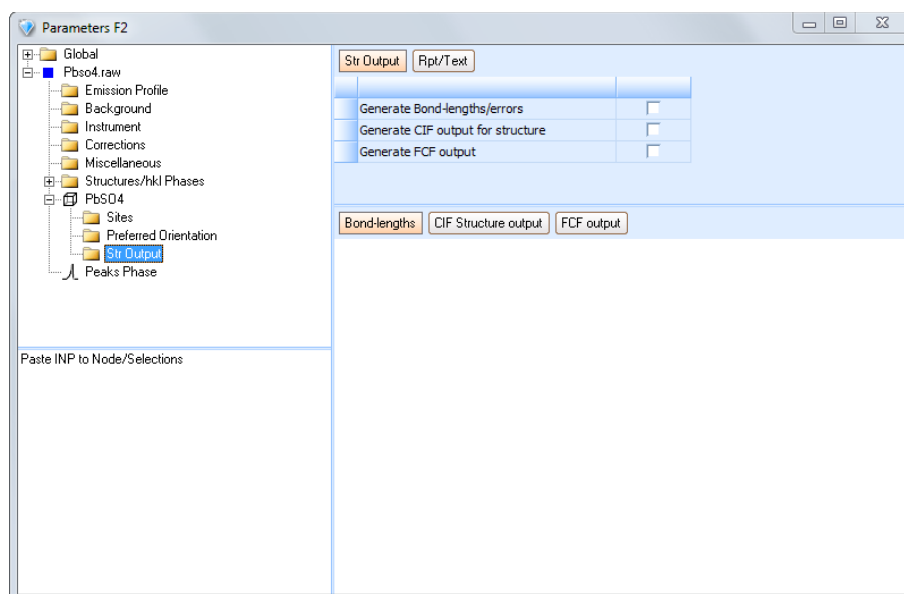 Parameters F2
Global
Pbso4.raw
Emission Profile
Background
Instrument
Corrections
Miscellaneous
Structures/hkl Phases
PbSO4
Sites
Preferred Orientation
Str Output
Peaks Phase
Paste INP to Node/Selections
Str Output Rpt/Text
Generate Bond-lengths/errors
Generate CIF output for structure
Generate FCF output
Bond-lengths CIF Structure output FCF output